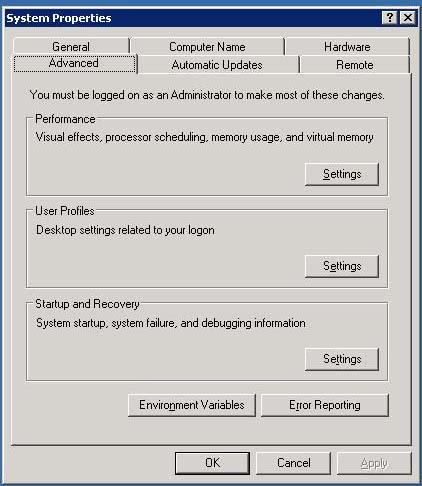 System Properties
General Computer Name Hardware
Advanced Automatic Updates Remote
You must be logged on as an Administrator to make most of these changes.
Performance
Visual effects, processor scheduling, memory usage, and virtual memory
Settings
User Profiles
Desktop settings related to your logon
Settings
Startup and Recovery
System startup, system failure, and debugging information
Settings
Environment Variables Error Reporting
OK Cancel Apply